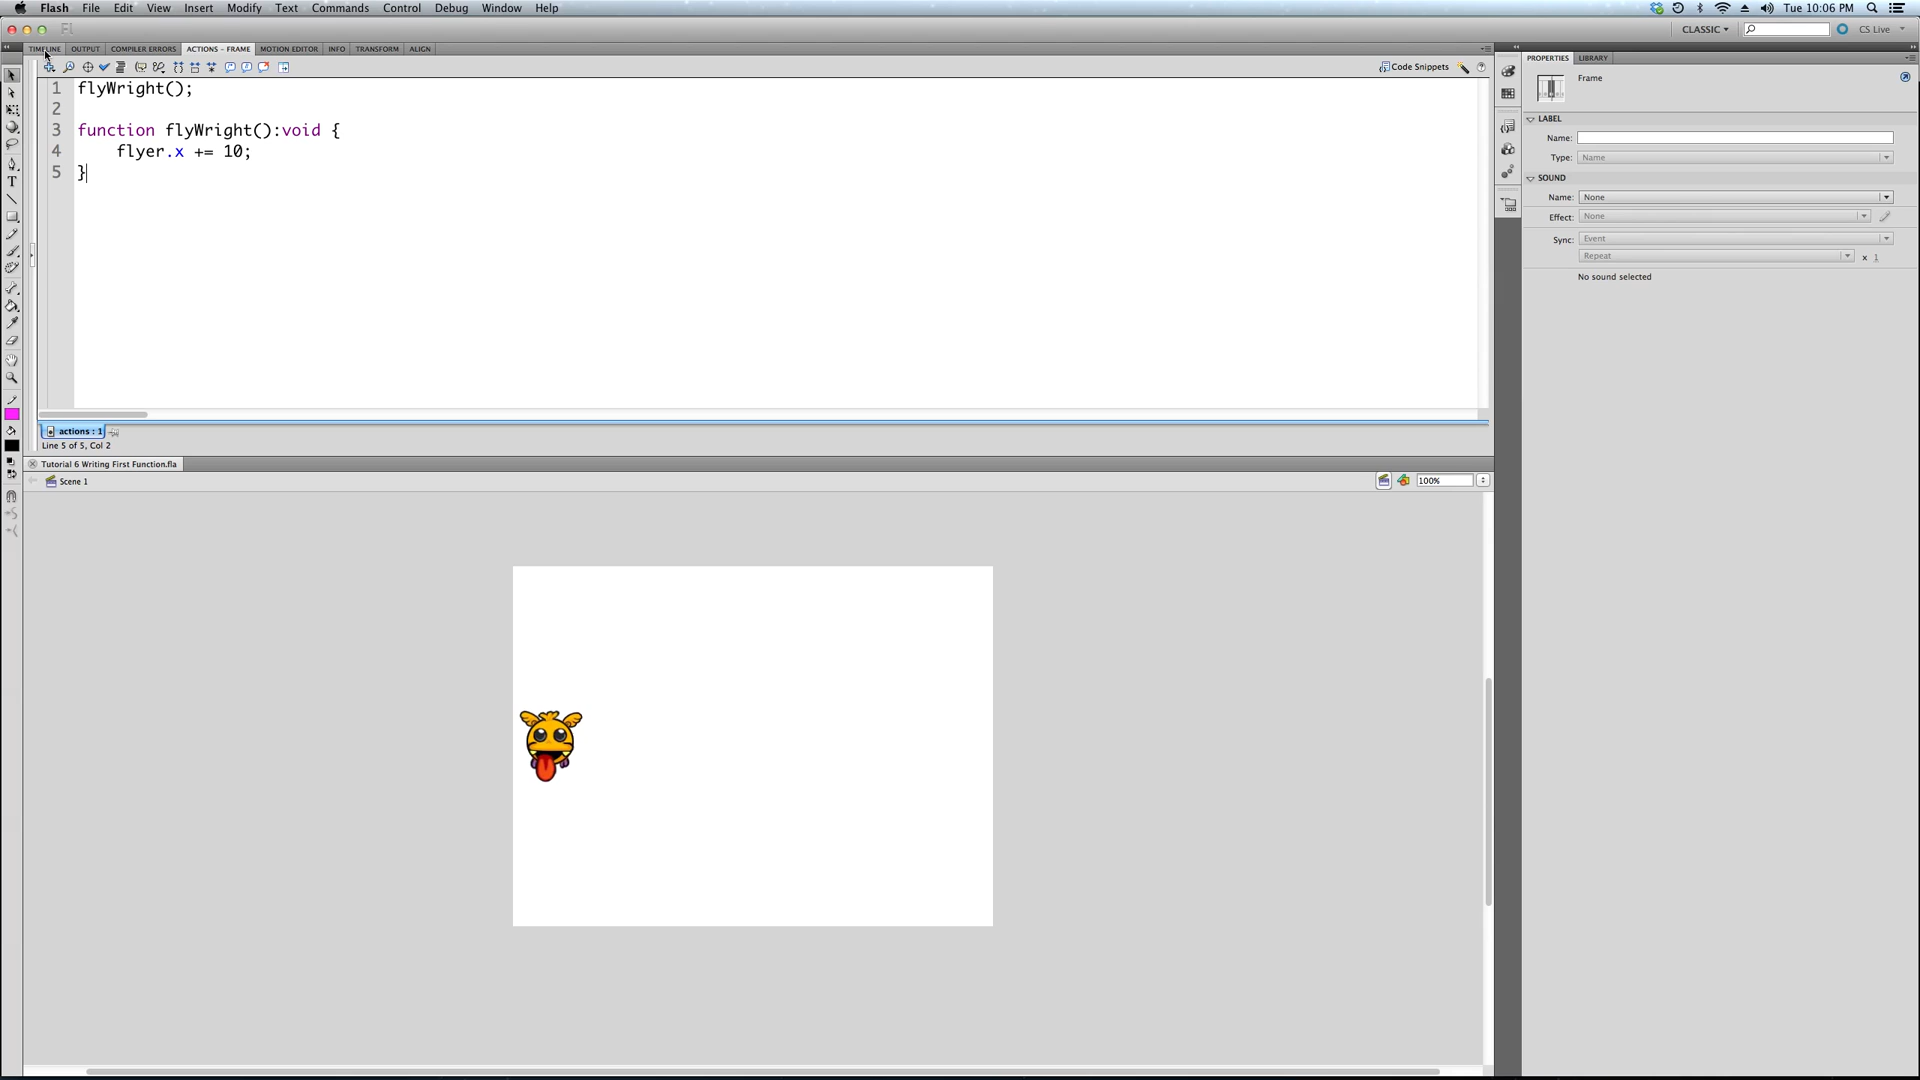 Flash File Edit View Insert Modify Text Commands Control Debug Window Help Tue 10:06 PM
Fl CLASSIC CS Live
TIMELINE OUTPUT COMPILER ERRORS ACTIONS – FRAME MOTION EDITOR INFO TRANSFORM ALIGN
Code Snippets
1 flyWright();
2
3 function flyWright():void {
4 flyer.x += 10;
5 }
actions : 1
Line 5 of 5, Col 2
Tutorial 6 Writing First Function.fla
Scene 1 100%
PROPERTIES LIBRARY
Frame
LABEL
Name:
Type: Name
SOUND
Name: None
Effect: None
Sync: Event
Repeat x 1
No sound selected